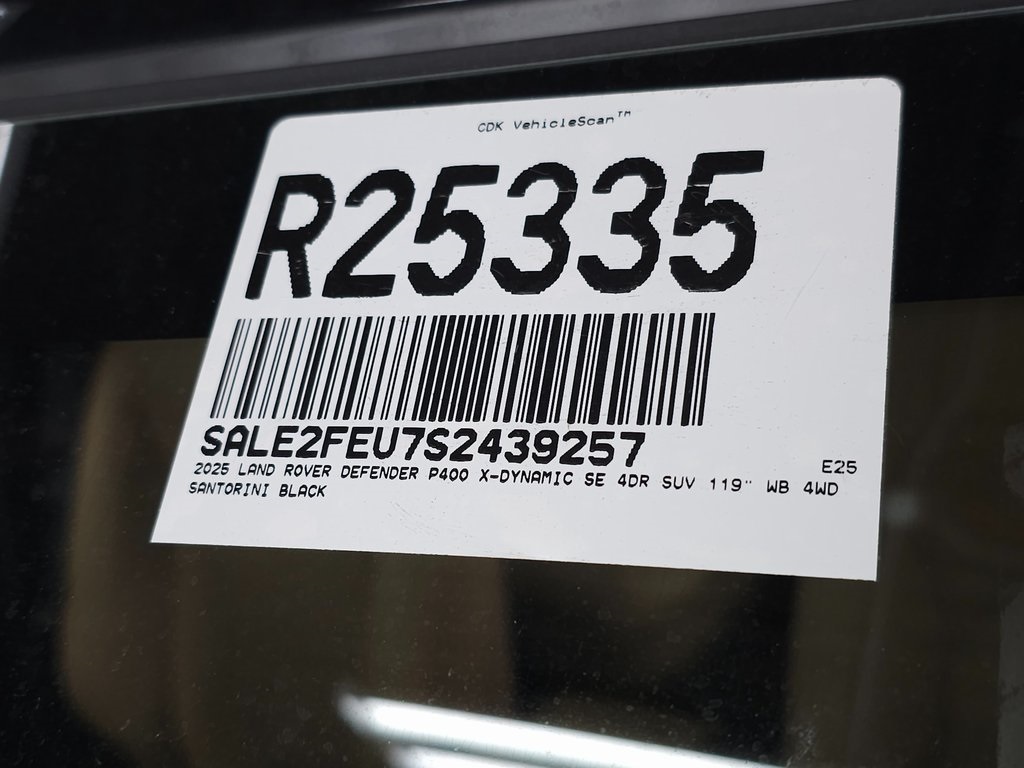 CDK VehicleScan™
R25335
SALE2FEU7S2439257
E25
2025 LAND ROVER DEFENDER P400 X-DYNAMIC SE 4DR SUV 119" WB 4WD
SANTORINI BLACK